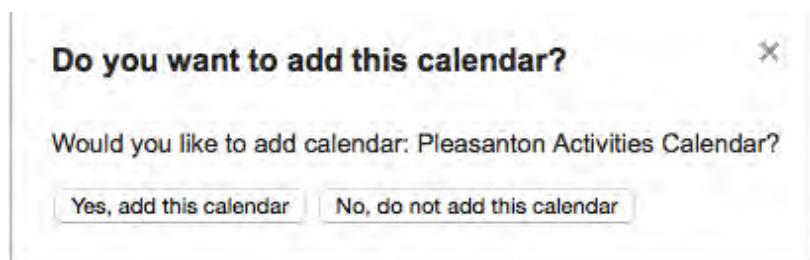 Do you want to add this calendar?
Would you like to add calendar: Pleasanton Activities Calendar?
Yes, add this calendar No, do not add this calendar